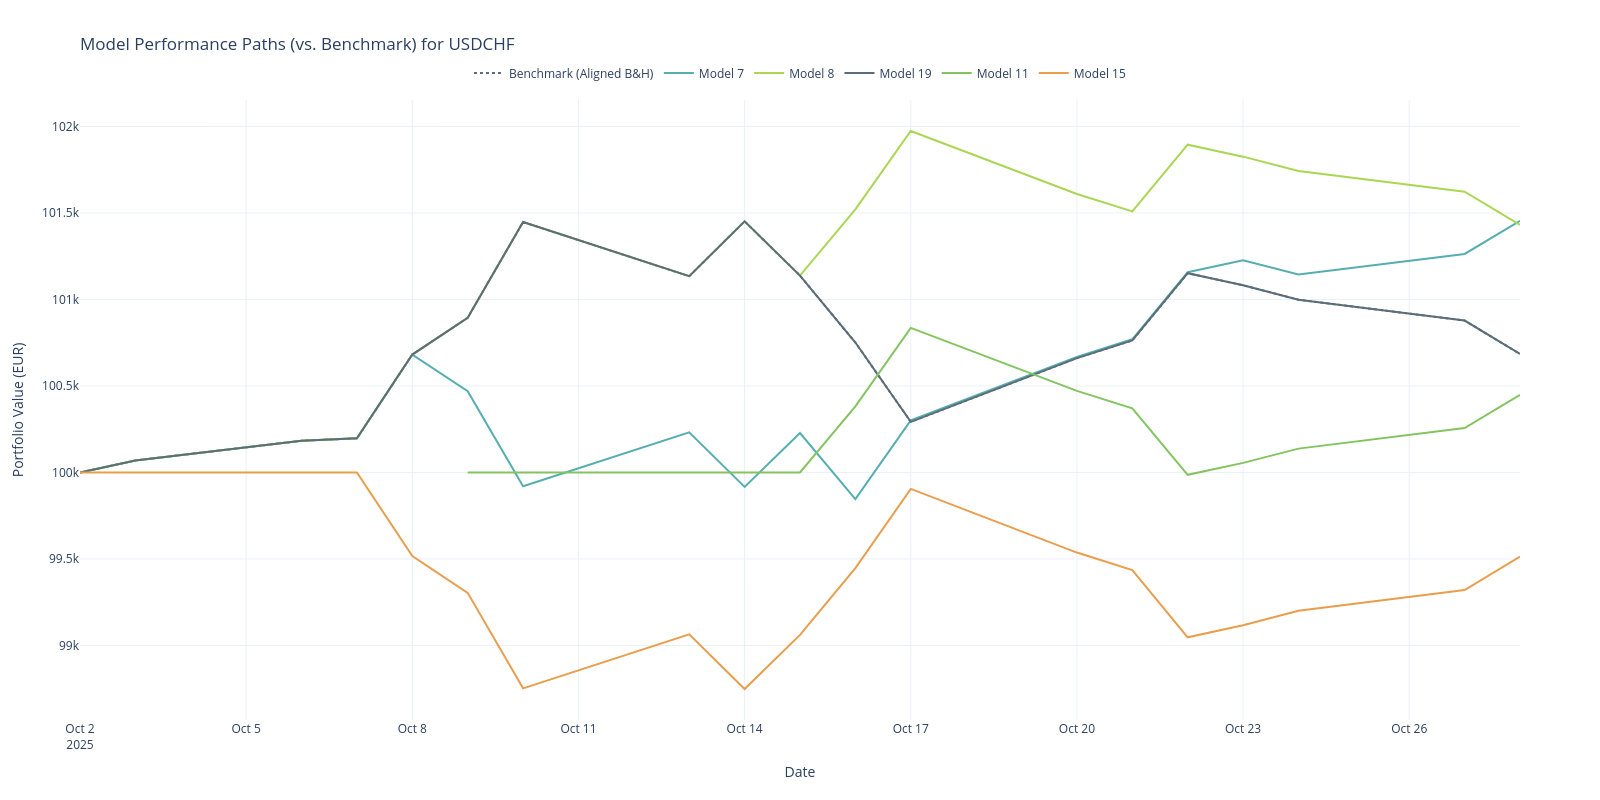 Model Performance Paths (vs. Benchmark) for USDCHF
Benchmark (Aligned B&H) Model 7 Model 8 Model 19 Model 11 Model 15
102k
101.5k
101k
100.5k
100k
99.5k
99k
Portfolio Value (EUR)
Oct 2 Oct 5 Oct 8 Oct 11 Oct 14 Oct 17 Oct 20 Oct 23 Oct 26
2025
Date